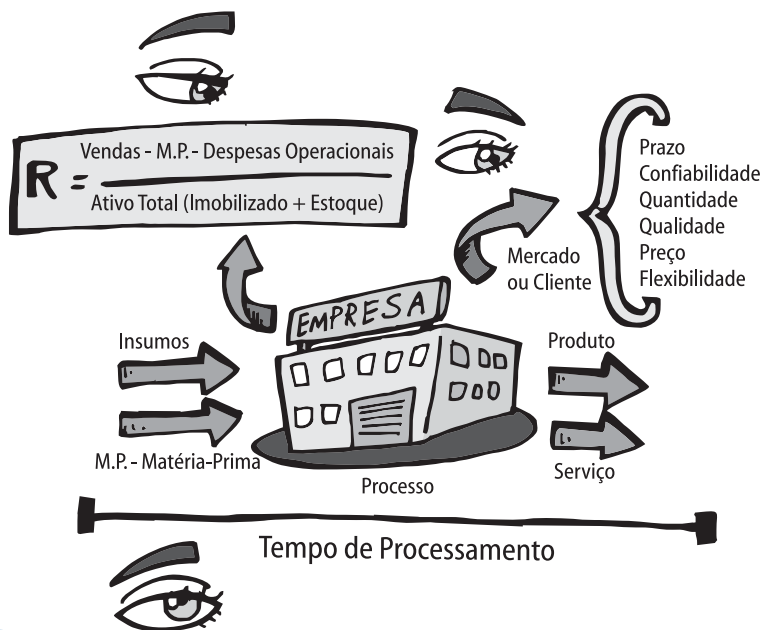 R =
Vendas - M.P. - Despesas Operacionais
Ativo Total (Imobilizado + Estoque)
Mercado
ou Cliente
Prazo
Confiabilidade
Quantidade
Qualidade
Preço
Flexibilidade
EMPRESA
Insumos
M.P. - Matéria-Prima
Processo
Produto
Serviço
Tempo de Processamento